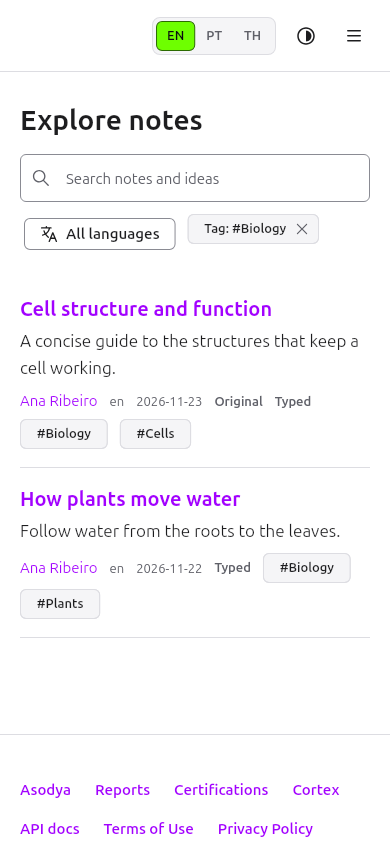 EN PT TH
Explore notes
Search notes and ideas
All languages Tag: #Biology
Cell structure and function
A concise guide to the structures that keep a
cell working.
Ana Ribeiro en 2026-11-23 Original Typed
#Biology #Cells
How plants move water
Follow water from the roots to the leaves.
Ana Ribeiro en 2026-11-22 Typed #Biology
#Plants
Asodya Reports Certifications Cortex
API docs Terms of Use Privacy Policy